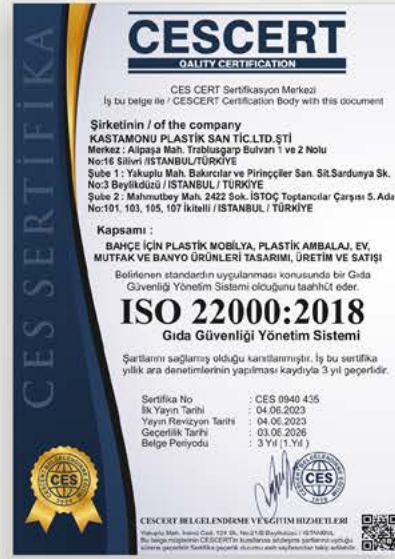 CES SERTİFİKA
CESCERT
QALITY CERTIFICATION
CES CERT Sertifikasyon Merkezi
İş bu belge ile / CESCERT Certification Body with this document
Şirketinin / of the company
KASTAMONU PLASTİK SAN TİC.LTD.ŞTİ
Merkez : Alipaşa Mah. Trablusgarp Bulvarı 1 ve 2 Nolu
No:16 Silivri /ISTANBUL/TÜRKİYE
Şube 1 : Yakuplu Mah. Bakırcılar ve Pirinççiler San. Sit.Sardunya Sk.
No:3 Beylikdüzü / ISTANBUL / TÜRKİYE
Şube 2 : Mahmutbey Mah. 2422 Sok. İSTOÇ Toptancılar Çarşısı 5. Ada
No:101, 103, 105, 107 İkitelli / ISTANBUL / TÜRKİYE
Kapsamı :
BAHÇE İÇİN PLASTİK MOBİLYA, PLASTİK AMBALAJ, EV,
MUTFAK VE BANYO ÜRÜNLERİ TASARIMI, ÜRETİM VE SATIŞI
Belirlenen standardın uygulanması konusunda bir Gıda
Güvenliği Yönetim Sistemi olduğunu taahhüt eder.
ISO 22000:2018
Gıda Güvenliği Yönetim Sistemi
Şartlarını sağlamış olduğu kanıtlanmıştır. İş bu sertifika
yıllık ara denetimlerinin yapılması kaydıyla 3 yıl geçerlidir.
Sertifika No : CES 0940 435
İlk Yayın Tarihi : 04.06.2023
Yayın Revizyon Tarihi : 04.06.2023
Geçerlilik Tarihi : 03.06.2026
Belge Periyodu : 3 Yıl (1.Yıl )
CES
CES
CESCERT BELGELENDİRME VE EĞİTİM HİZMETLERİ